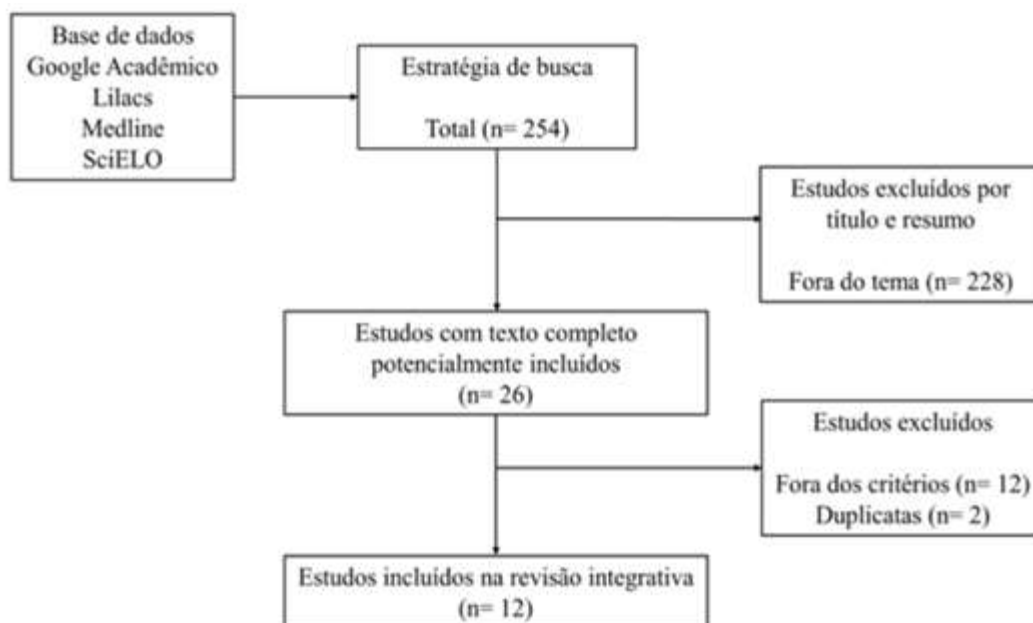 Base de dados
Google Acadêmico
Lilacs
Medline
SciELO
Estratégia de busca
Total (n= 254)
Estudos excluídos por
título e resumo
Fora do tema (n= 228)
Estudos com texto completo
potencialmente incluídos
(n= 26)
Estudos excluídos
Fora dos critérios (n= 12)
Duplicatas (n= 2)
Estudos incluídos na revisão integrativa
(n= 12)